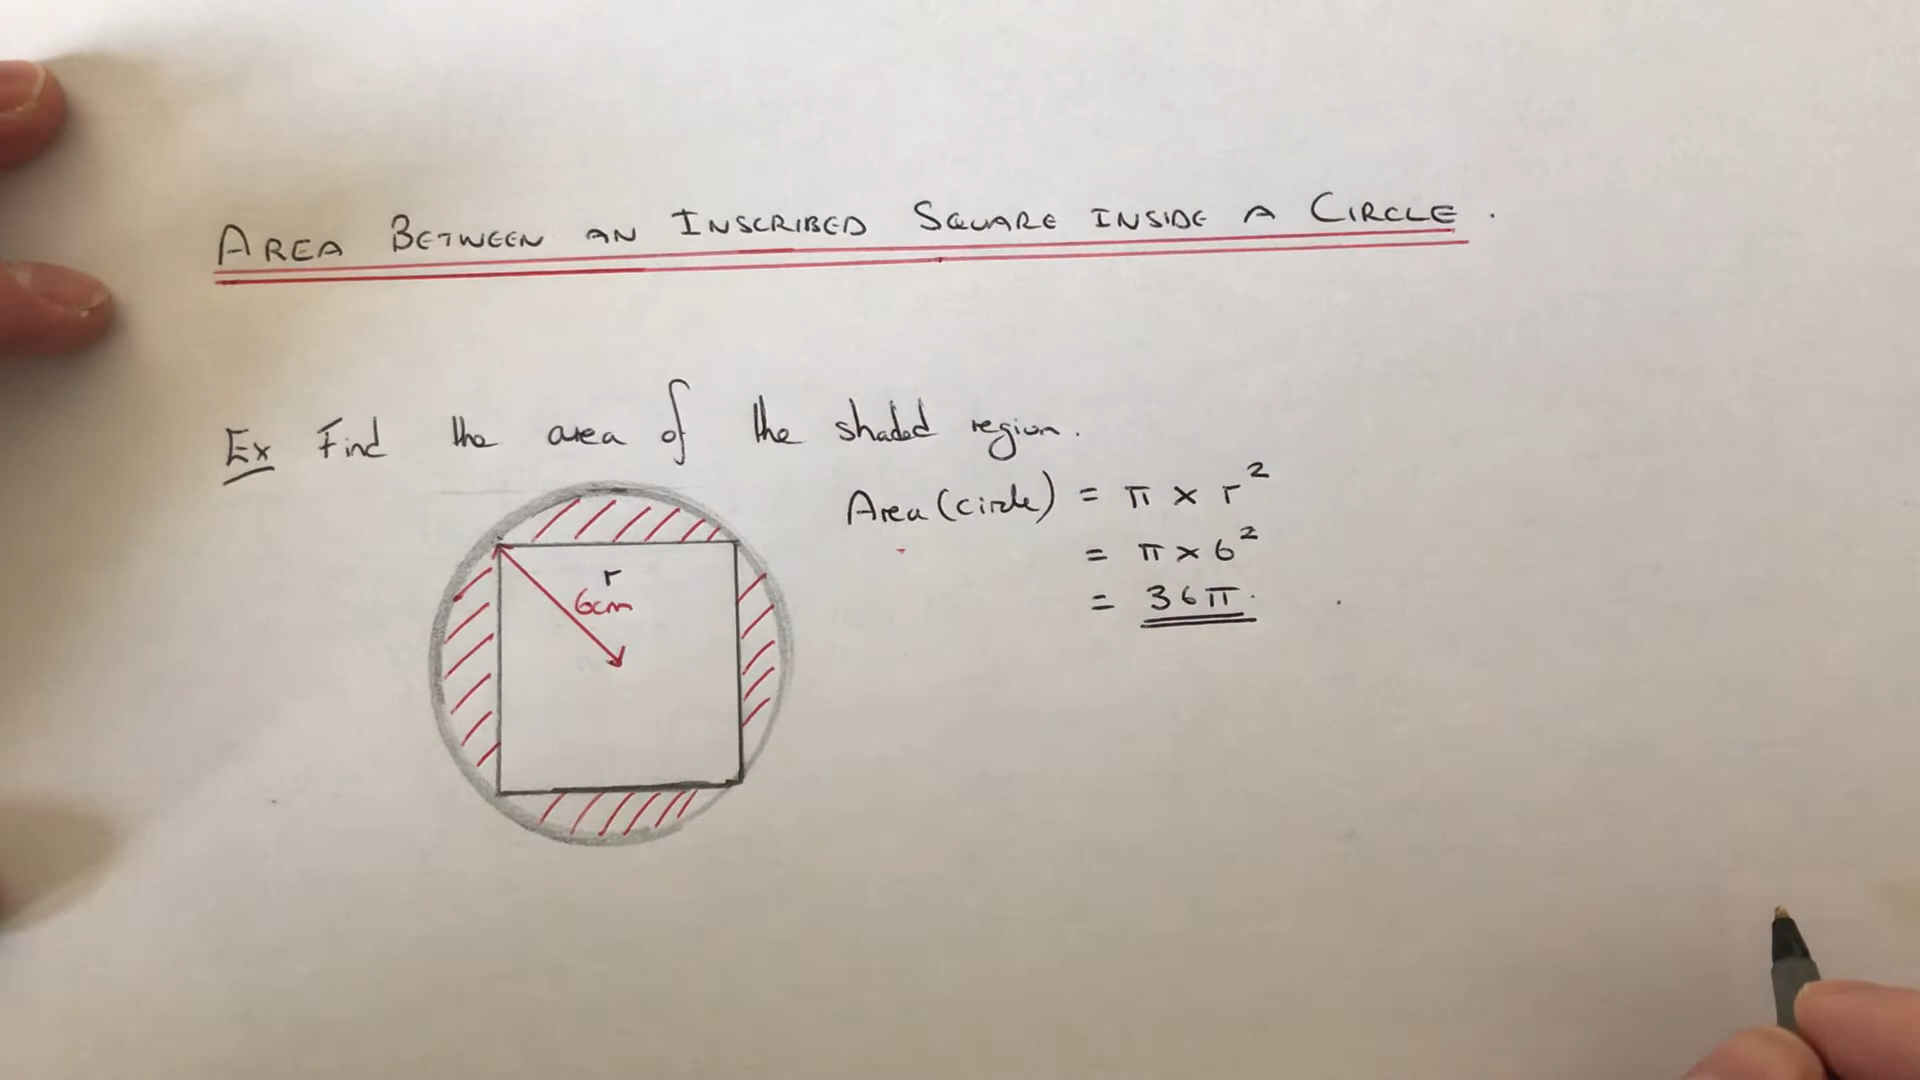 AREA BETWEEN AN INSCRIBED SQUARE INSIDE A CIRCLE.
Ex Find the area of the shaded region.
Area (circle) = π × r²
= π × 6²
= 36π.
r
6cm